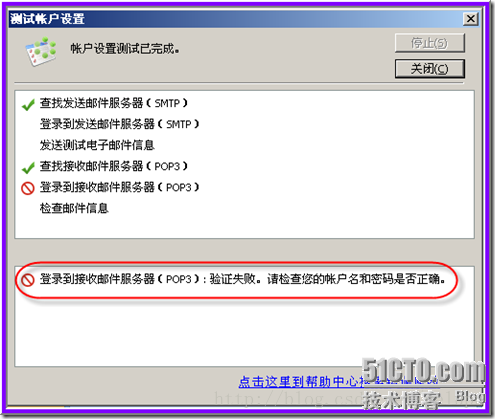 测试帐户设置
帐户设置测试已完成。
停止(S)
关闭(C)
查找发送邮件服务器(SMTP)
登录到发送邮件服务器(SMTP)
发送测试电子邮件信息
查找接收邮件服务器(POP3)
登录到接收邮件服务器(POP3)
检查邮件信息
登录到接收邮件服务器(POP3):验证失败。请检查您的帐户名和密码是否正确。
点击这里到帮助中心
51CTO.com
技术博客 Blog
http://blog.